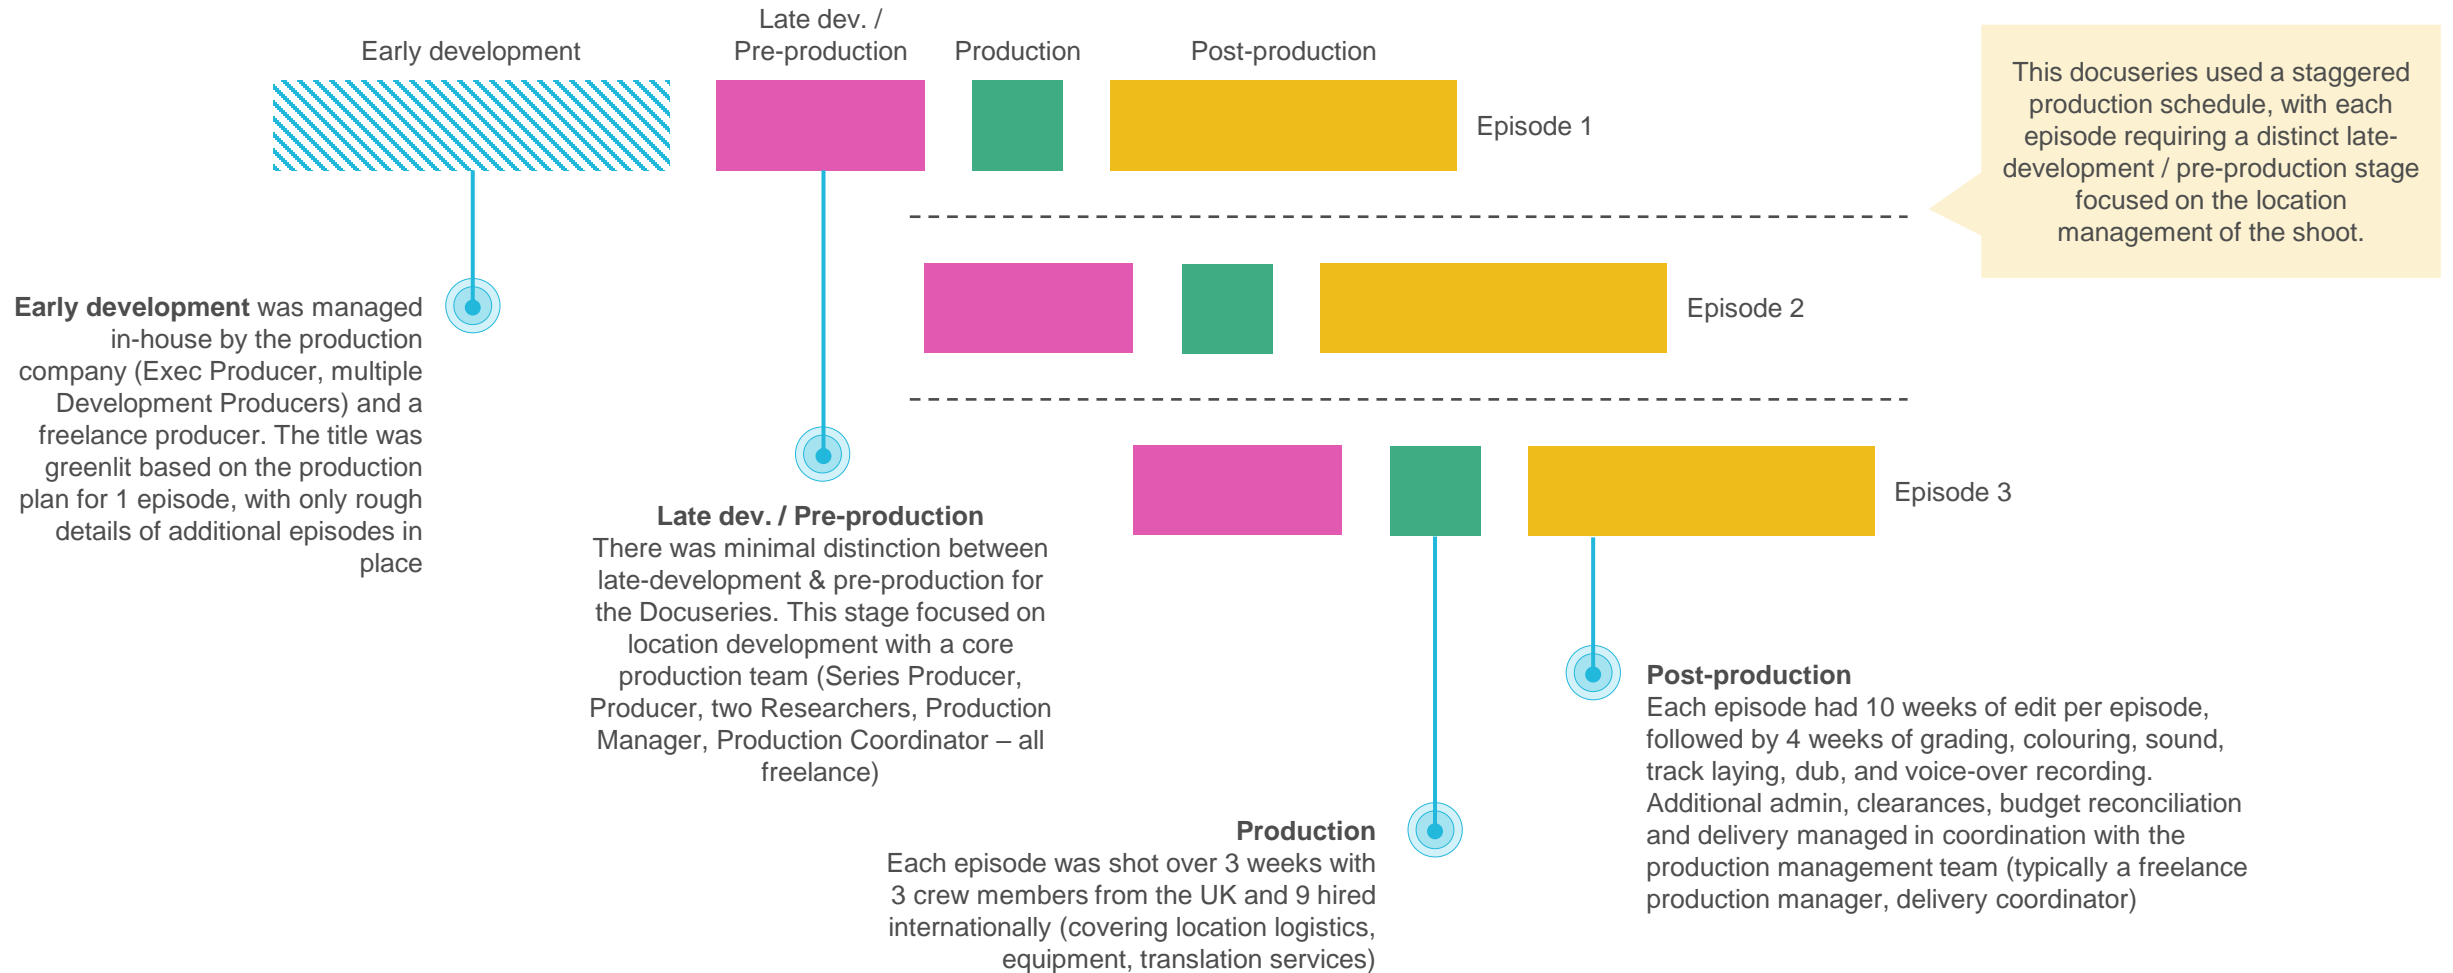 Early development
Late dev. /
Pre-production
Production
Post-production
Episode 1
This docuseries used a staggered
production schedule, with each
episode requiring a distinct late-
development / pre-production stage
focused on the location
management of the shoot.
Episode 2
Early development was managed
in-house by the production
company (Exec Producer, multiple
Development Producers) and a
freelance producer. The title was
greenlit based on the production
plan for 1 episode, with only rough
details of additional episodes in
place
Episode 3
Late dev. / Pre-production
There was minimal distinction between
late-development & pre-production for
the Docuseries. This stage focused on
location development with a core
production team (Series Producer,
Producer, two Researchers, Production
Manager, Production Coordinator – all
freelance)
Production
Each episode was shot over 3 weeks with
3 crew members from the UK and 9 hired
internationally (covering location logistics,
equipment, translation services)
Post-production
Each episode had 10 weeks of edit per episode,
followed by 4 weeks of grading, colouring, sound,
track laying, dub, and voice-over recording.
Additional admin, clearances, budget reconciliation
and delivery managed in coordination with the
production management team (typically a freelance
production manager, delivery coordinator)